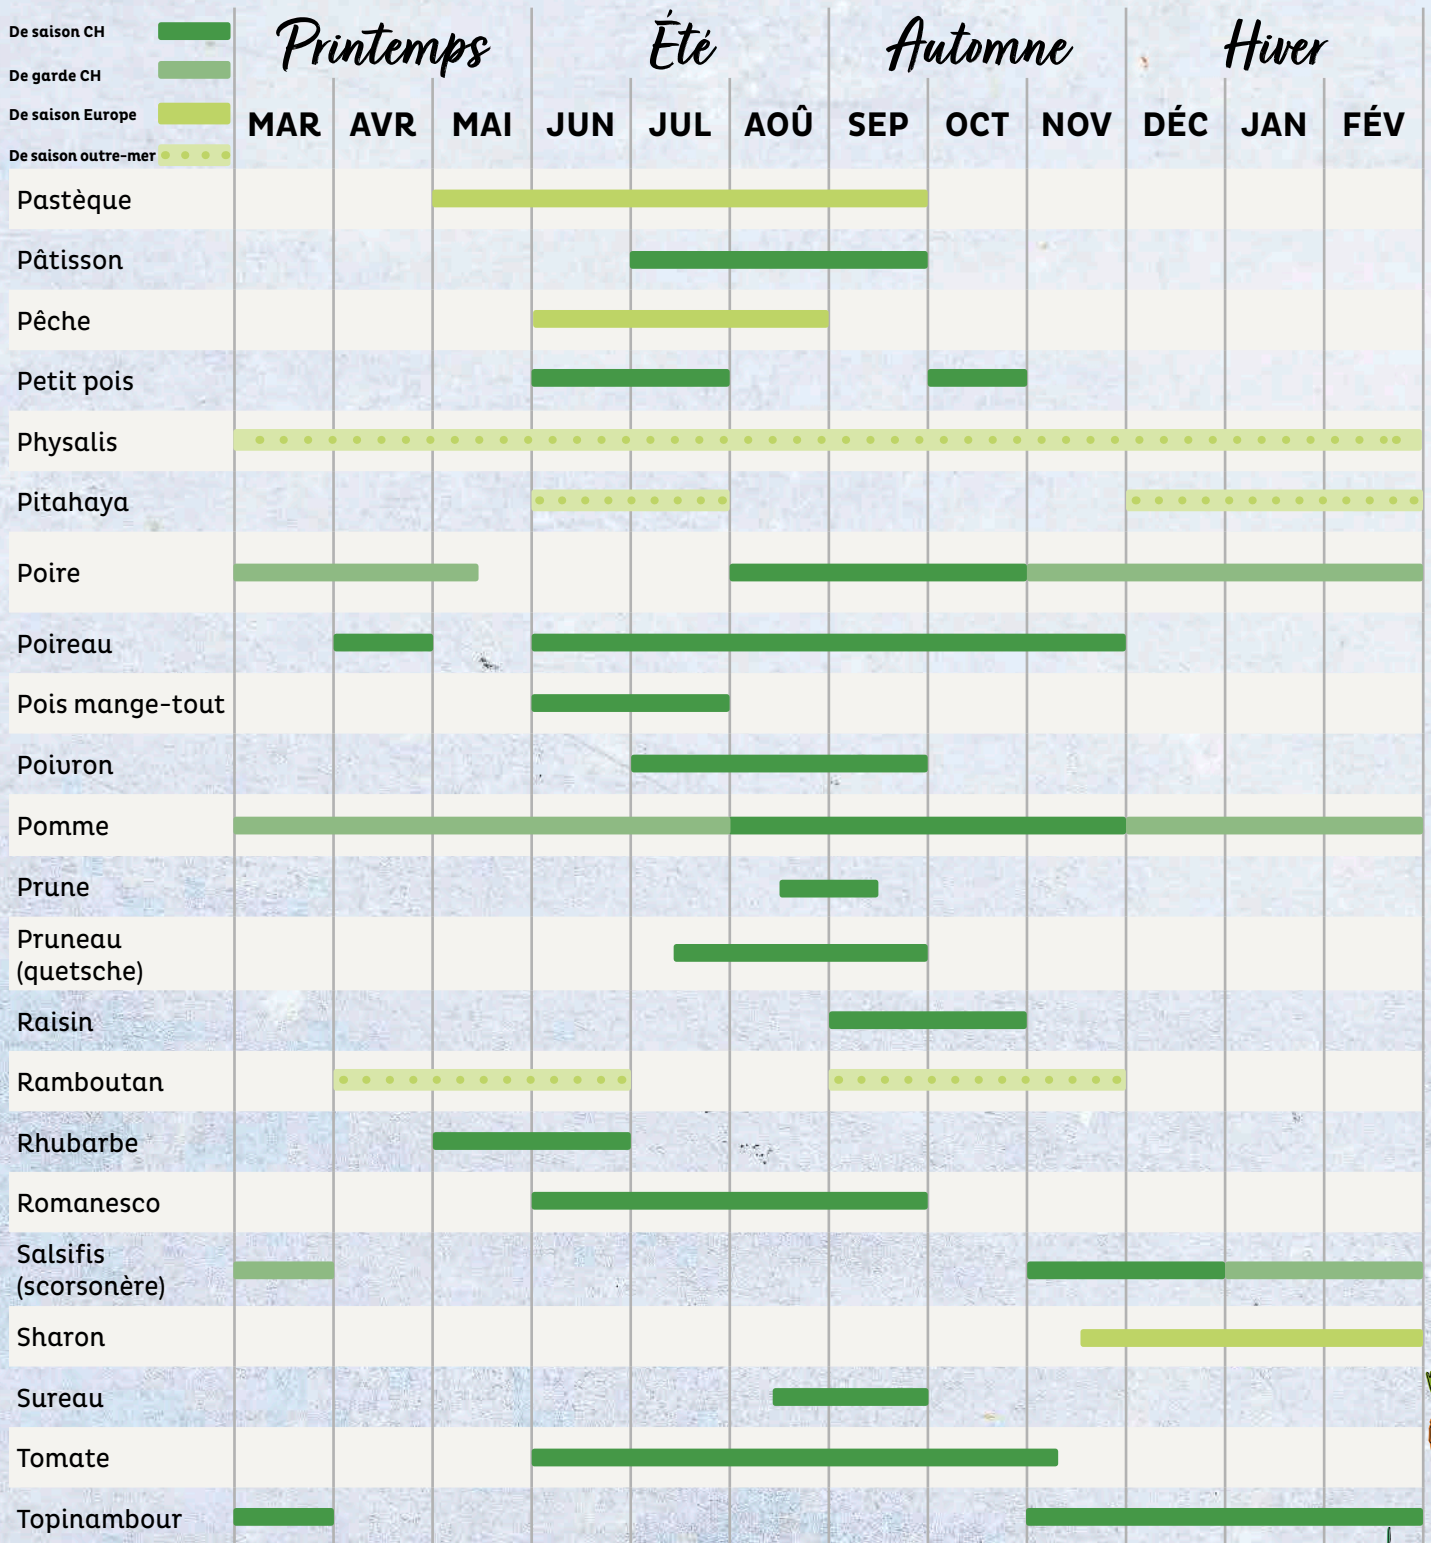 De saison CH
De garde CH
De saison Europe
De saison outre-mer
Printemps
Été
Automne
Hiver
MAR AVR MAI JUN JUL AOÛ SEP OCT NOV DÉC JAN FÉV
Pastèque
Pâtisson
Pêche
Petit pois
Physalis
Pitahaya
Poire
Poireau
Pois mange-tout
Poivron
Pomme
Prune
Pruneau
(quetsche)
Raisin
Ramboutan
Rhubarbe
Romanesco
Salsifis
(scorsonère)
Sharon
Sureau
Tomate
Topinambour